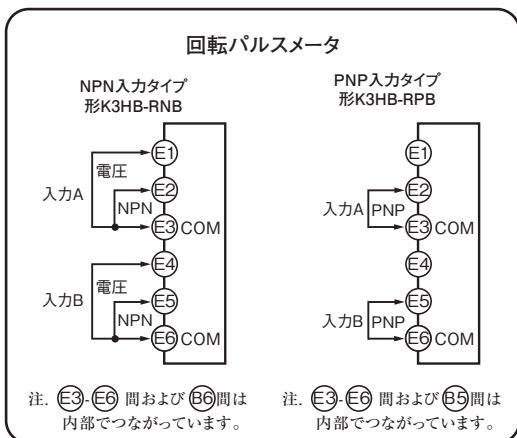 回転パルスメータ
NPN入力タイプ
形K3HB-RNB
E1
電圧
E2
入力A
NPN
E3 COM
E4
電圧
入力B
E5
NPN
E6 COM
注. E3-E6 間および B6間は
内部でつながっています。
PNP入力タイプ
形K3HB-RPB
E1
E2
入力A PNP
E3 COM
E4
E5
入力B PNP
E6 COM
注. E3-E6 間および B5間は
内部でつながっています。